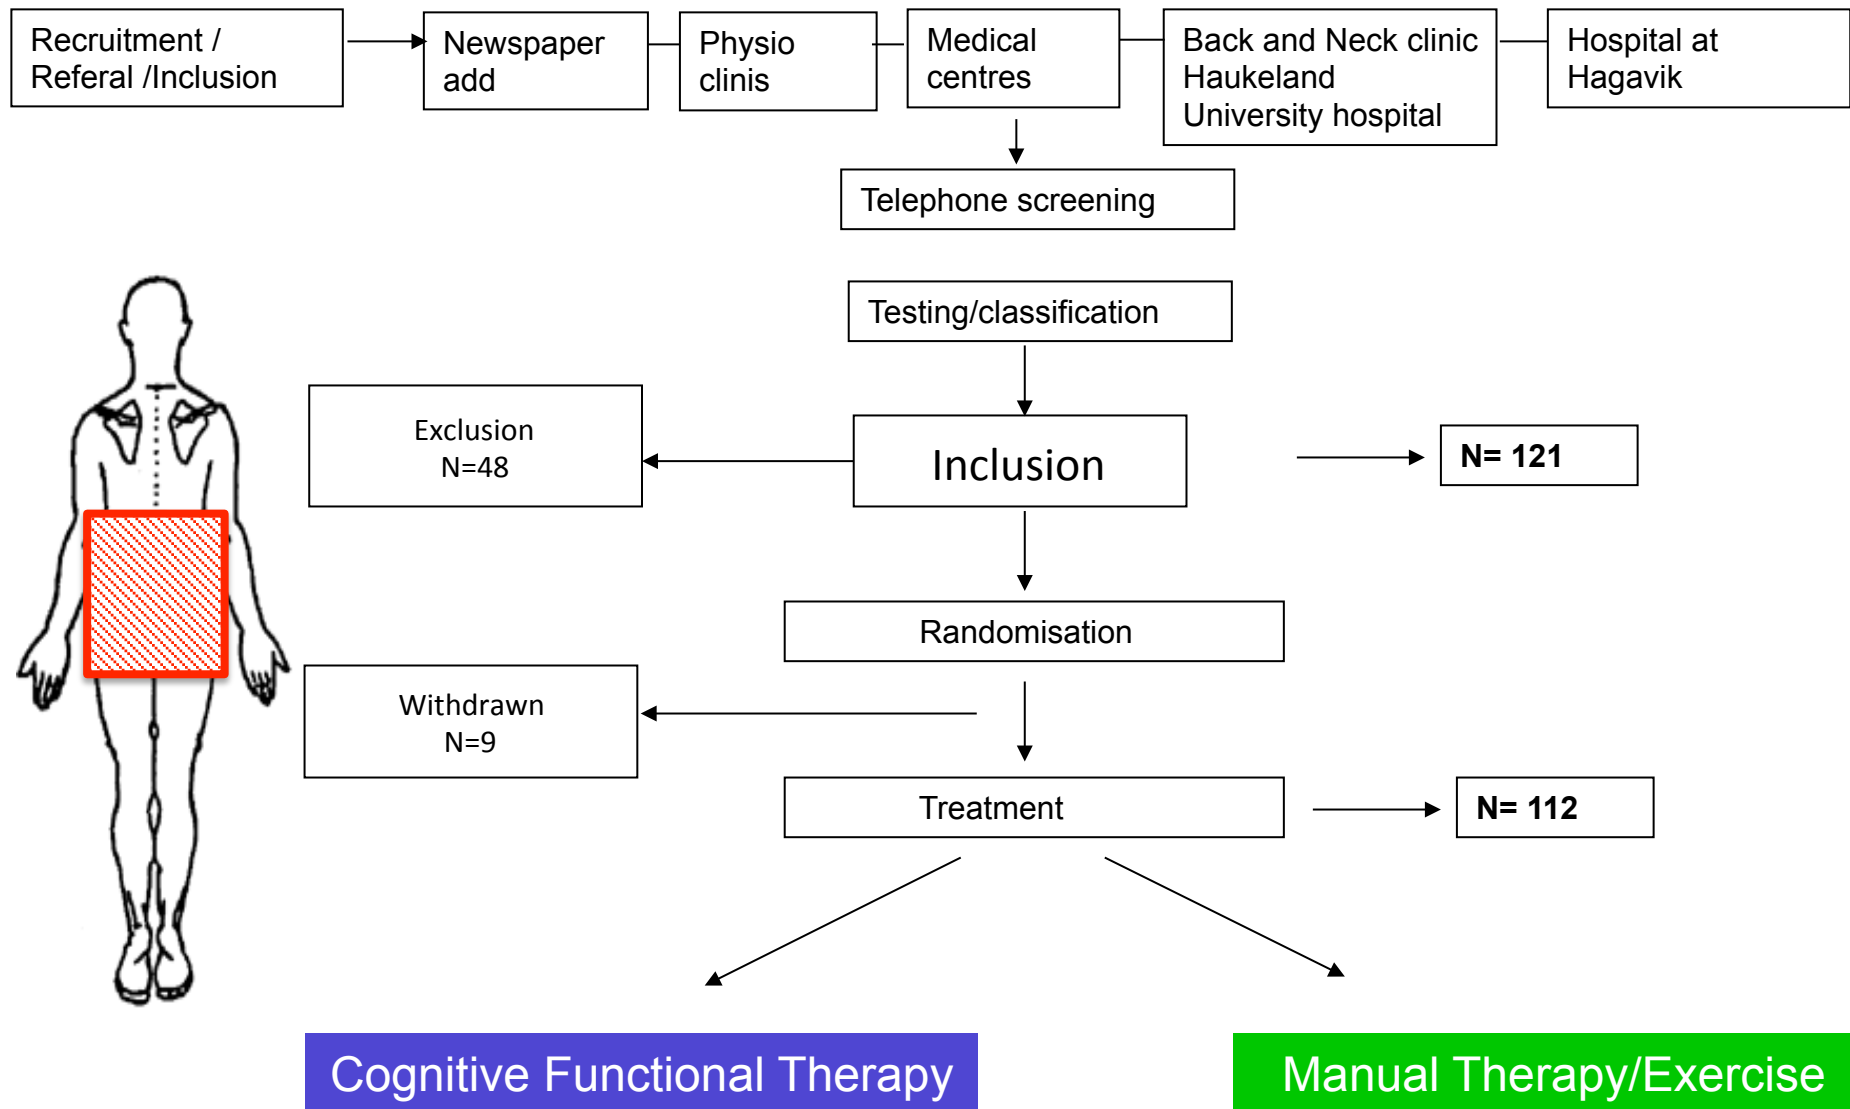 Recruitment /
Referal /Inclusion
Newspaper
add
Physio
clinis
Medical
centres
Back and Neck clinic
Haukeland
University hospital
Hospital at
Hagavik
Telephone screening
Testing/classification
Exclusion
N=48
Inclusion
N= 121
Randomisation
Withdrawn
N=9
Treatment
N= 112
Cognitive Functional Therapy
Manual Therapy/Exercise